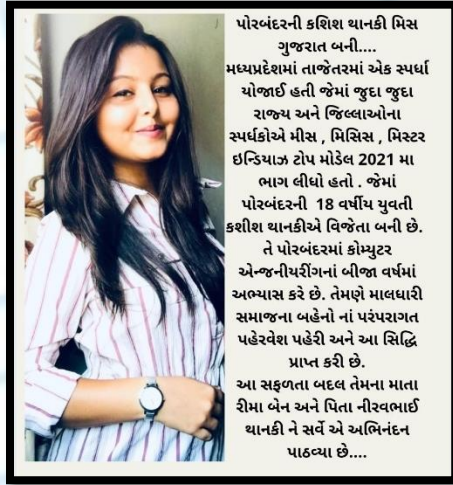 પોરબંદરની કશિશ થાનકી મિસ
ગુજરાત બની....
મધ્યપ્રદેશમાં તાજેતરમાં એક સ્પર્ધા
યોજાઈ હતી જેમાં જુદા જુદા
રાજ્ય અને જિલ્લાઓના
સ્પર્ધકોએ મીસ , મિસિસ , મિસ્ટર
ઇન્ડિયાઝ ટોપ મોડેલ 2021 મા
ભાગ લીધો હતો . જેમાં
પોરબંદરની 18 વર્ષીય યુવતી
કશીશ થાનકીએ વિજેતા બની છે.
તે પોરબંદરમાં કોમ્યુટર
એન્જનીયરીંગનાં બીજા વર્ષમાં
અભ્યાસ કરે છે. તેમણે માલધારી
સમાજના બહેનો નાં પરંપરાગત
પહેરવેશ પહેરી અને આ સિદ્ધિ
પ્રાપ્ત કરી છે.
આ સફળતા બદલ તેમના માતા
રીમા બેન અને પિતા નીરવભાઈ
થાનકી ને સર્વે એ અભિનંદન
પાઠવ્યા છે....